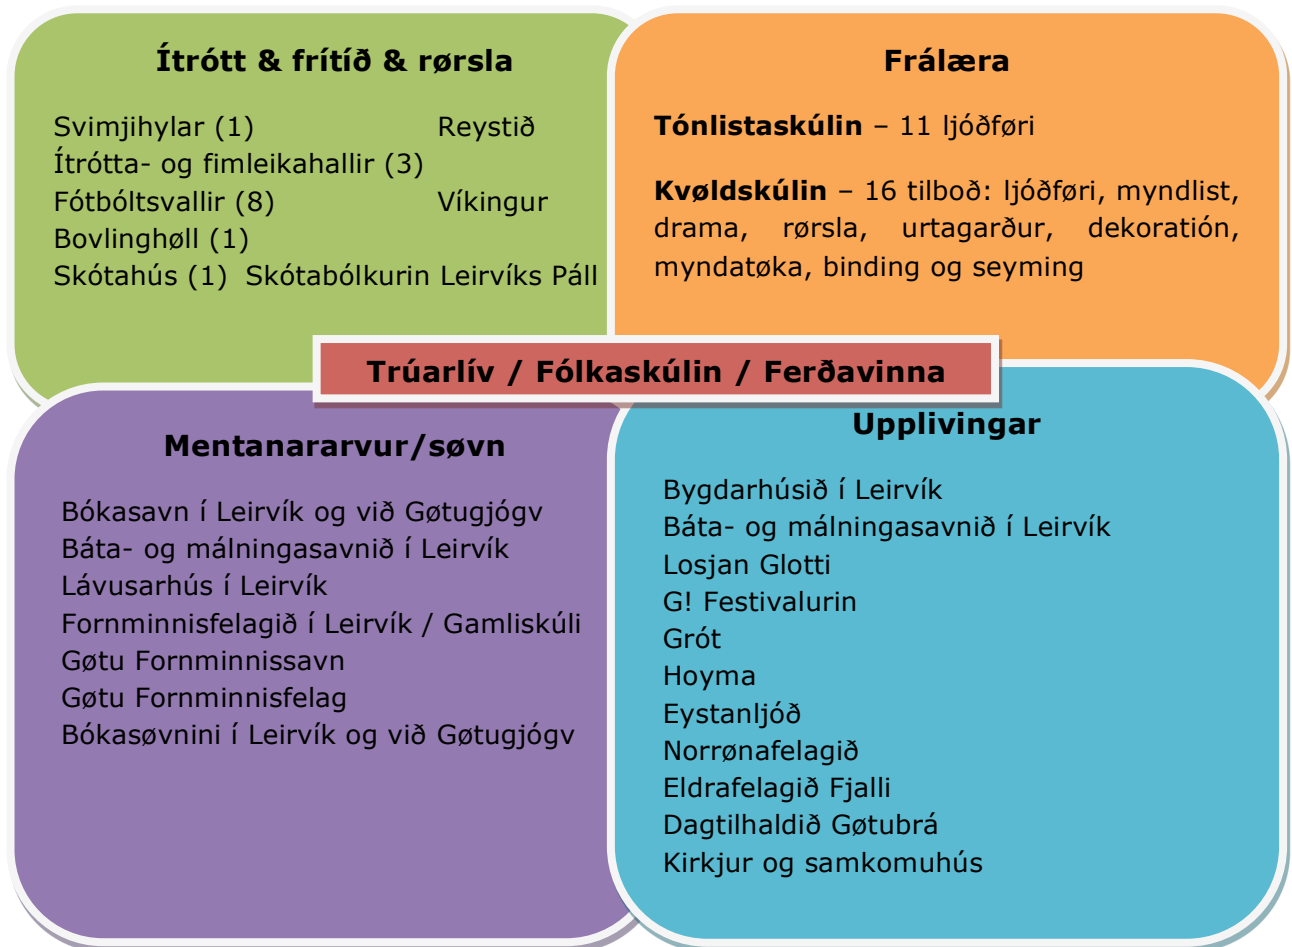 Ítrótt & frítíð & rørsla
Svimjihylar (1) Reystið
Ítrótta- og fimleikahallir (3)
Fótbóltsvallir (8) Víkingur
Bovlinghøll (1)
Skótahús (1) Skótabólkurin Leirvíks Páll
Frálæra
Tónlistaskúlin – 11 ljóðføri
Kvøldskúlin – 16 tilboð: ljóðføri, myndlist,
drama, rørsla, urtagarður, dekoratión,
myndatøka, binding og seyming
Trúarlív / Fólkaskúlin / Ferðavinna
Mentanararvur/søvn
Bókasavn í Leirvík og við Gøtugjógv
Báta- og málningasavnið í Leirvík
Lávusarhús í Leirvík
Fornminnisfelagið í Leirvík / Gamliskúli
Gøtu Fornminnissavn
Gøtu Fornminnisfelag
Bókasøvnini í Leirvík og við Gøtugjógv
Upplivingar
Bygdarhúsið í Leirvík
Báta- og málningasavnið í Leirvík
Losjan Glotti
G! Festivalurin
Grót
Hoyma
Eystanljóð
Norrønafelagið
Eldrafelagið Fjalli
Dagtilhaldið Gøtubrá
Kirkjur og samkomuhús